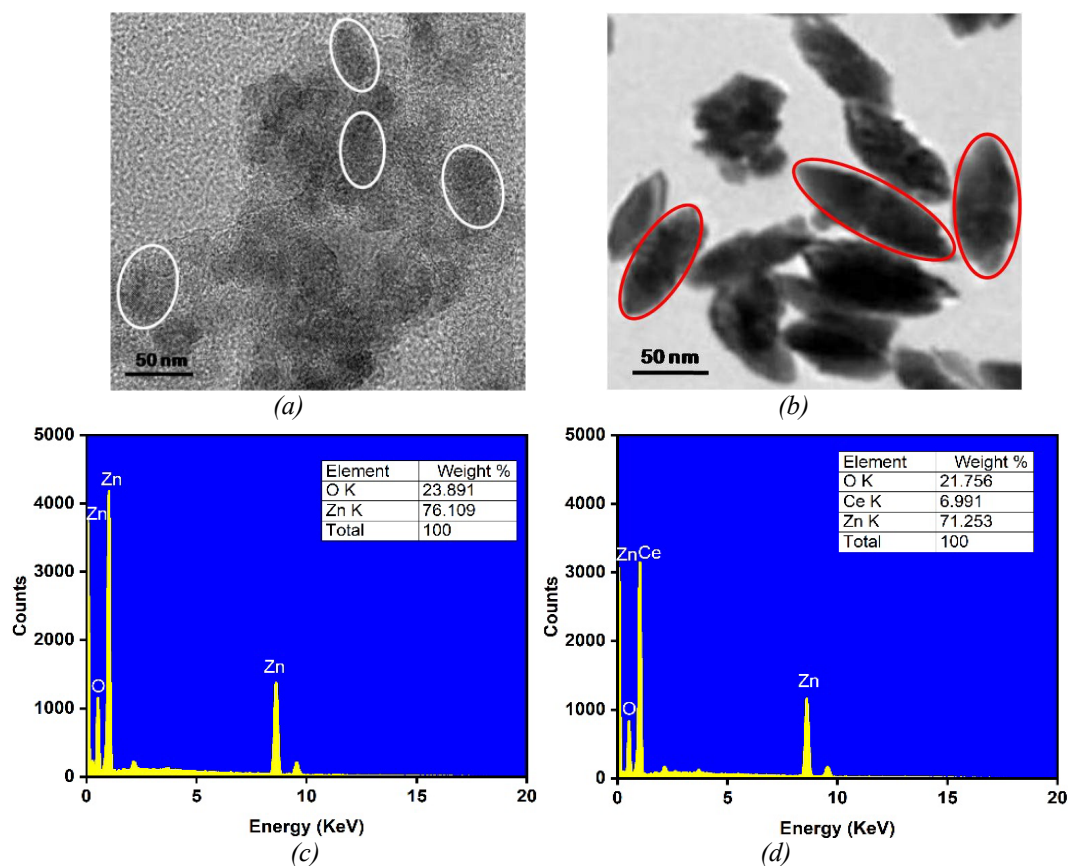 50 nm
50 nm
(a)
(b)
5000
4000
3000
2000
1000
0
Counts
Zn
Zn
O
Zn
Element Weight %
O K 23.891
Zn K 76.109
Total 100
0 5 10 15 20
Energy (KeV)
(c)
5000
4000
3000
2000
1000
0
Counts
Zn Ce
O
Zn
Element Weight %
O K 21.756
Ce K 6.991
Zn K 71.253
Total 100
0 5 10 15 20
Energy (KeV)
(d)